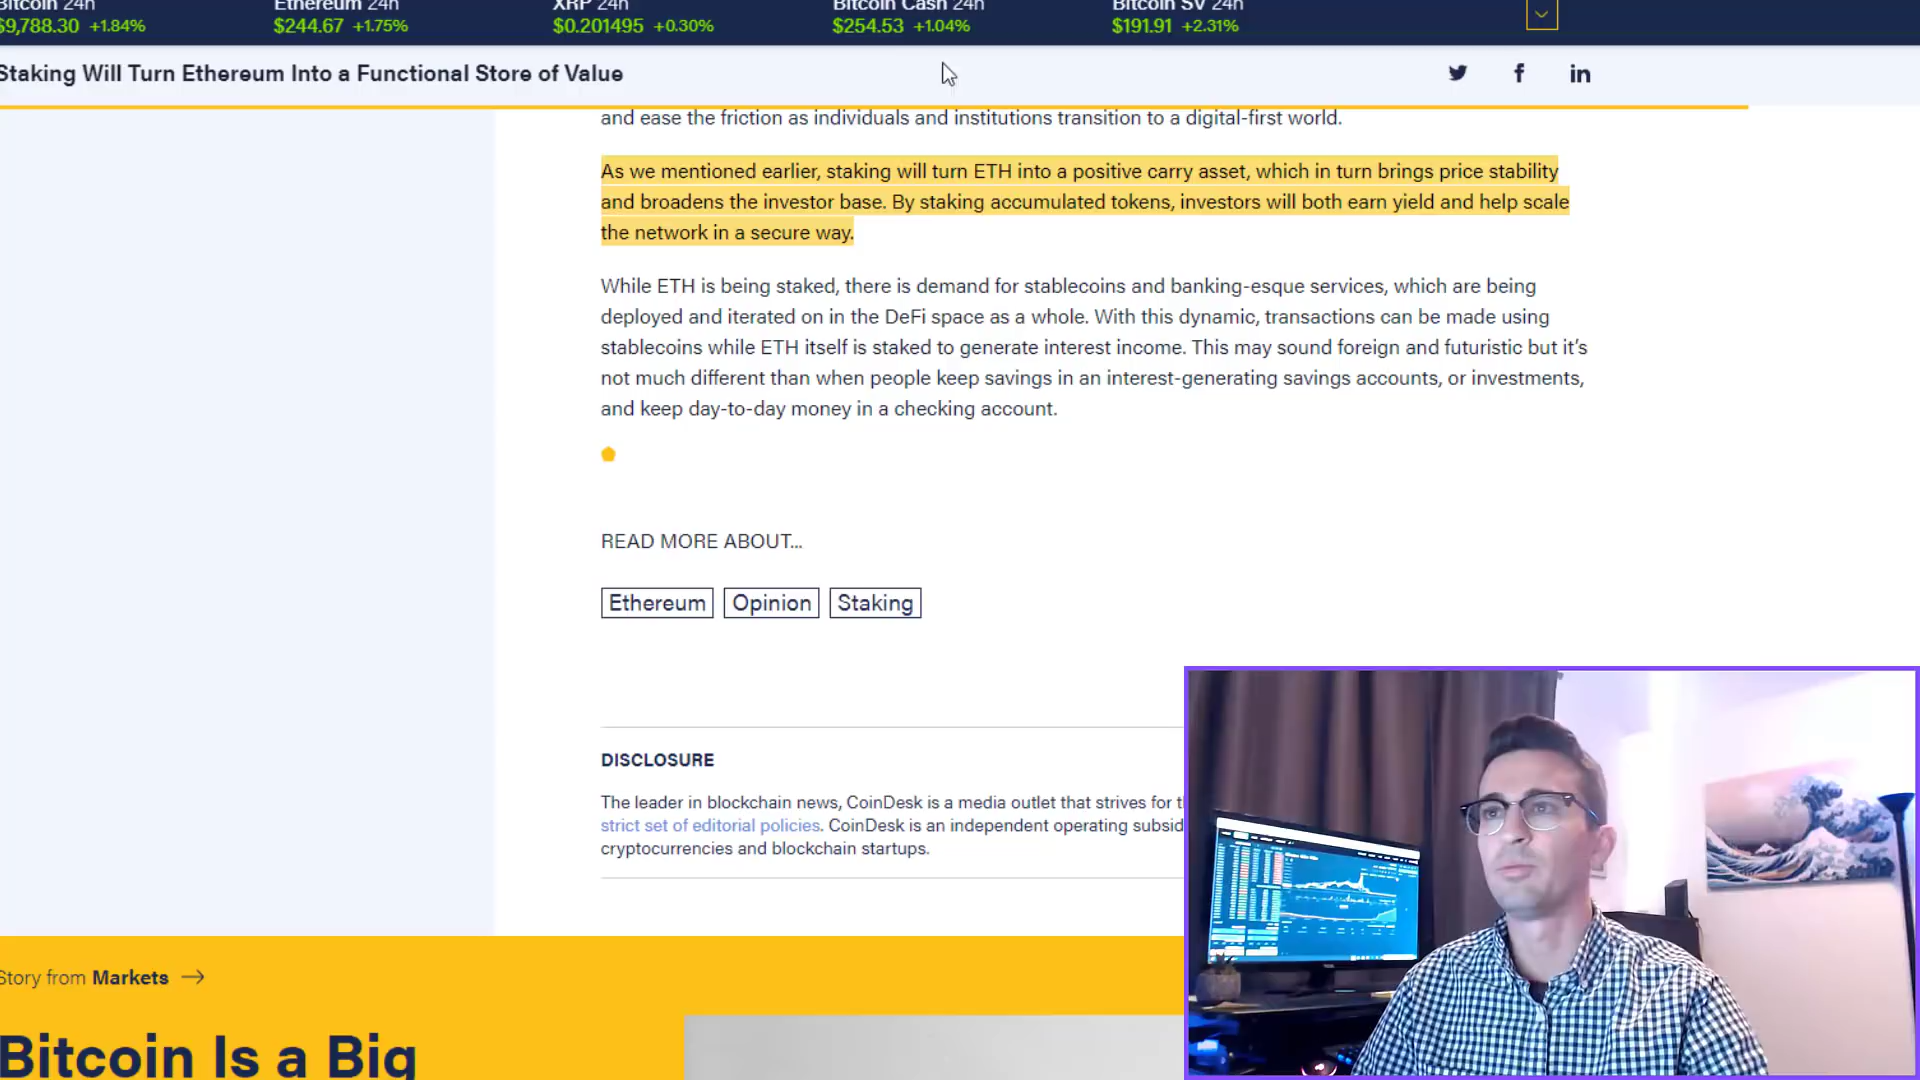 Bitcoin 24h
$9,788.30 +1.84%
Ethereum 24h
$244.67 +1.75%
XRP 24h
$0.201495 +0.30%
Bitcoin Cash 24h
$254.53 +1.04%
Bitcoin SV 24h
$191.91 +2.31%
Staking Will Turn Ethereum Into a Functional Store of Value
and ease the friction as individuals and institutions transition to a digital-first world.
As we mentioned earlier, staking will turn ETH into a positive carry asset, which in turn brings price stability
and broadens the investor base. By staking accumulated tokens, investors will both earn yield and help scale
the network in a secure way.
While ETH is being staked, there is demand for stablecoins and banking-esque services, which are being
deployed and iterated on in the DeFi space as a whole. With this dynamic, transactions can be made using
stablecoins while ETH itself is staked to generate interest income. This may sound foreign and futuristic but it's
not much different than when people keep savings in an interest-generating savings accounts, or investments,
and keep day-to-day money in a checking account.
READ MORE ABOUT...
Ethereum
Opinion
Staking
DISCLOSURE
The leader in blockchain news, CoinDesk is a media outlet that strives for
strict set of editorial policies. CoinDesk is an independent operating subsid
cryptocurrencies and blockchain startups.
Story from Markets →
Bitcoin Is a Big